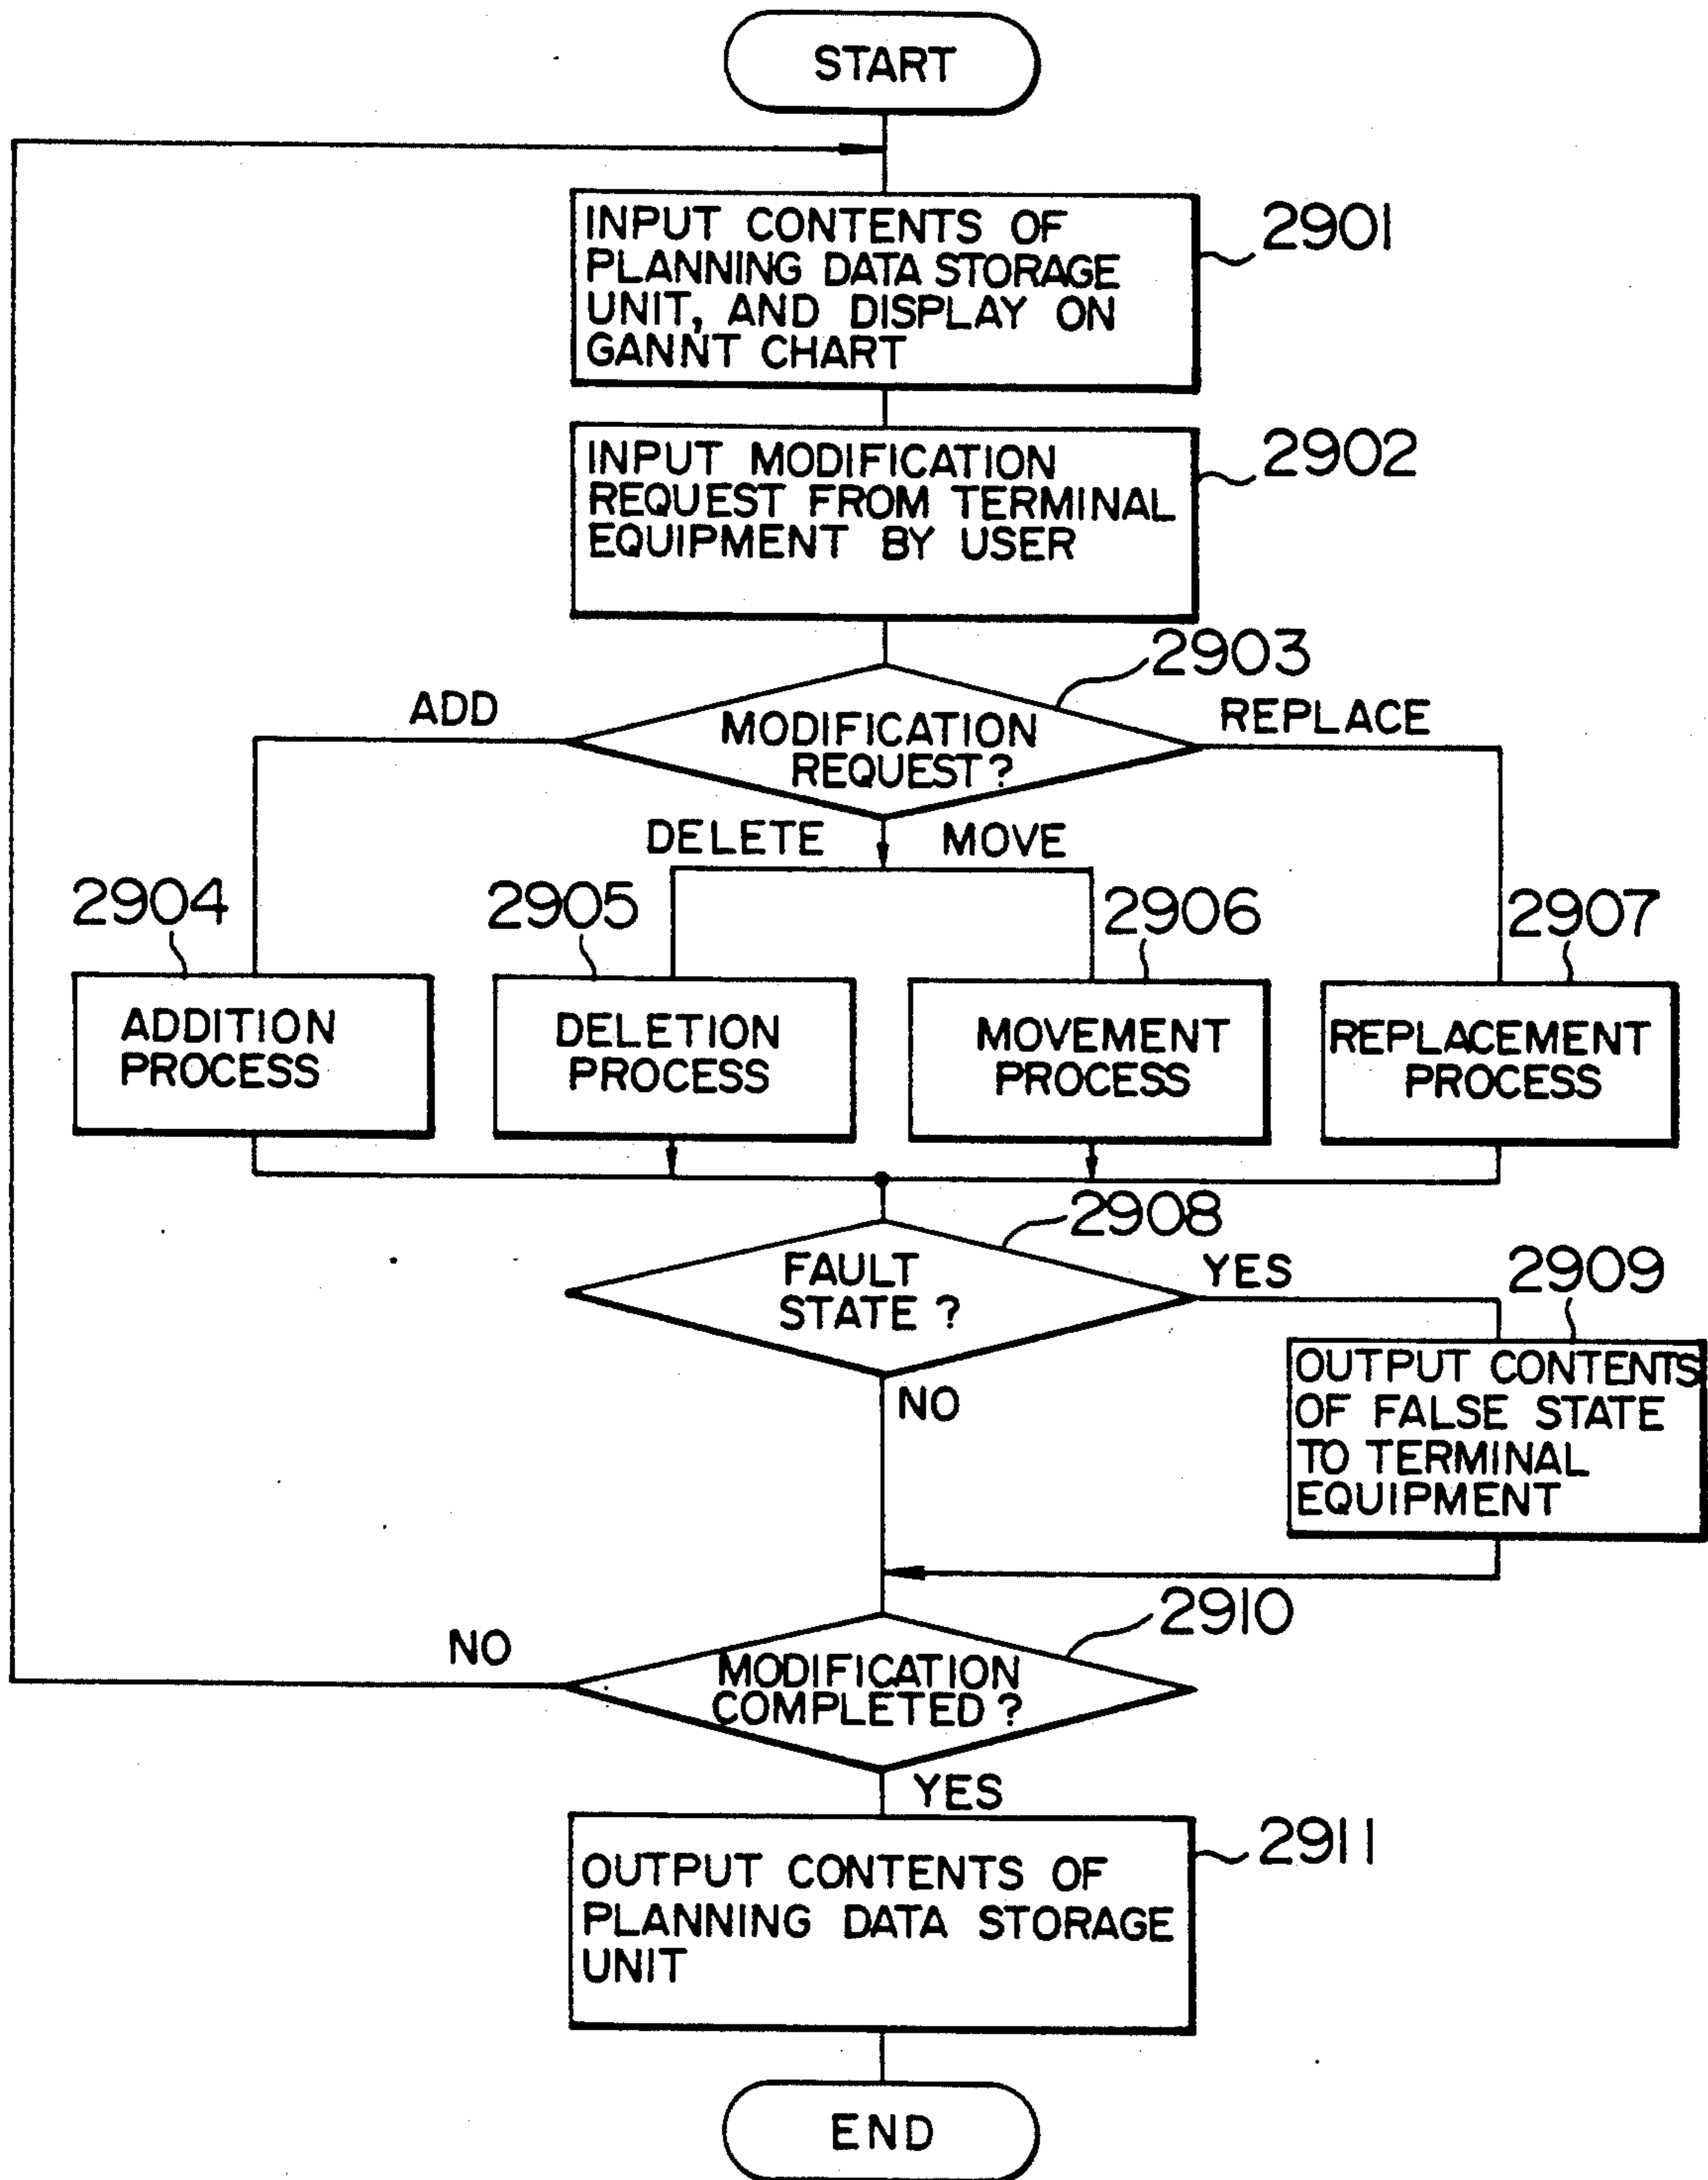 START
INPUT CONTENTS OF
PLANNING DATA STORAGE
UNIT, AND DISPLAY ON
GANNT CHART
2901
INPUT MODIFICATION
REQUEST FROM TERMINAL
EQUIPMENT BY USER
2902
2903
ADD
MODIFICATION
REQUEST?
REPLACE
DELETE
MOVE
2904
2905
2906
2907
ADDITION
PROCESS
DELETION
PROCESS
MOVEMENT
PROCESS
REPLACEMENT
PROCESS
2908
FAULT
STATE ?
YES
2909
NO
OUTPUT CONTENTS
OF FALSE STATE
TO TERMINAL
EQUIPMENT
2910
NO
MODIFICATION
COMPLETED ?
YES
2911
OUTPUT CONTENTS OF
PLANNING DATA STORAGE
UNIT
END